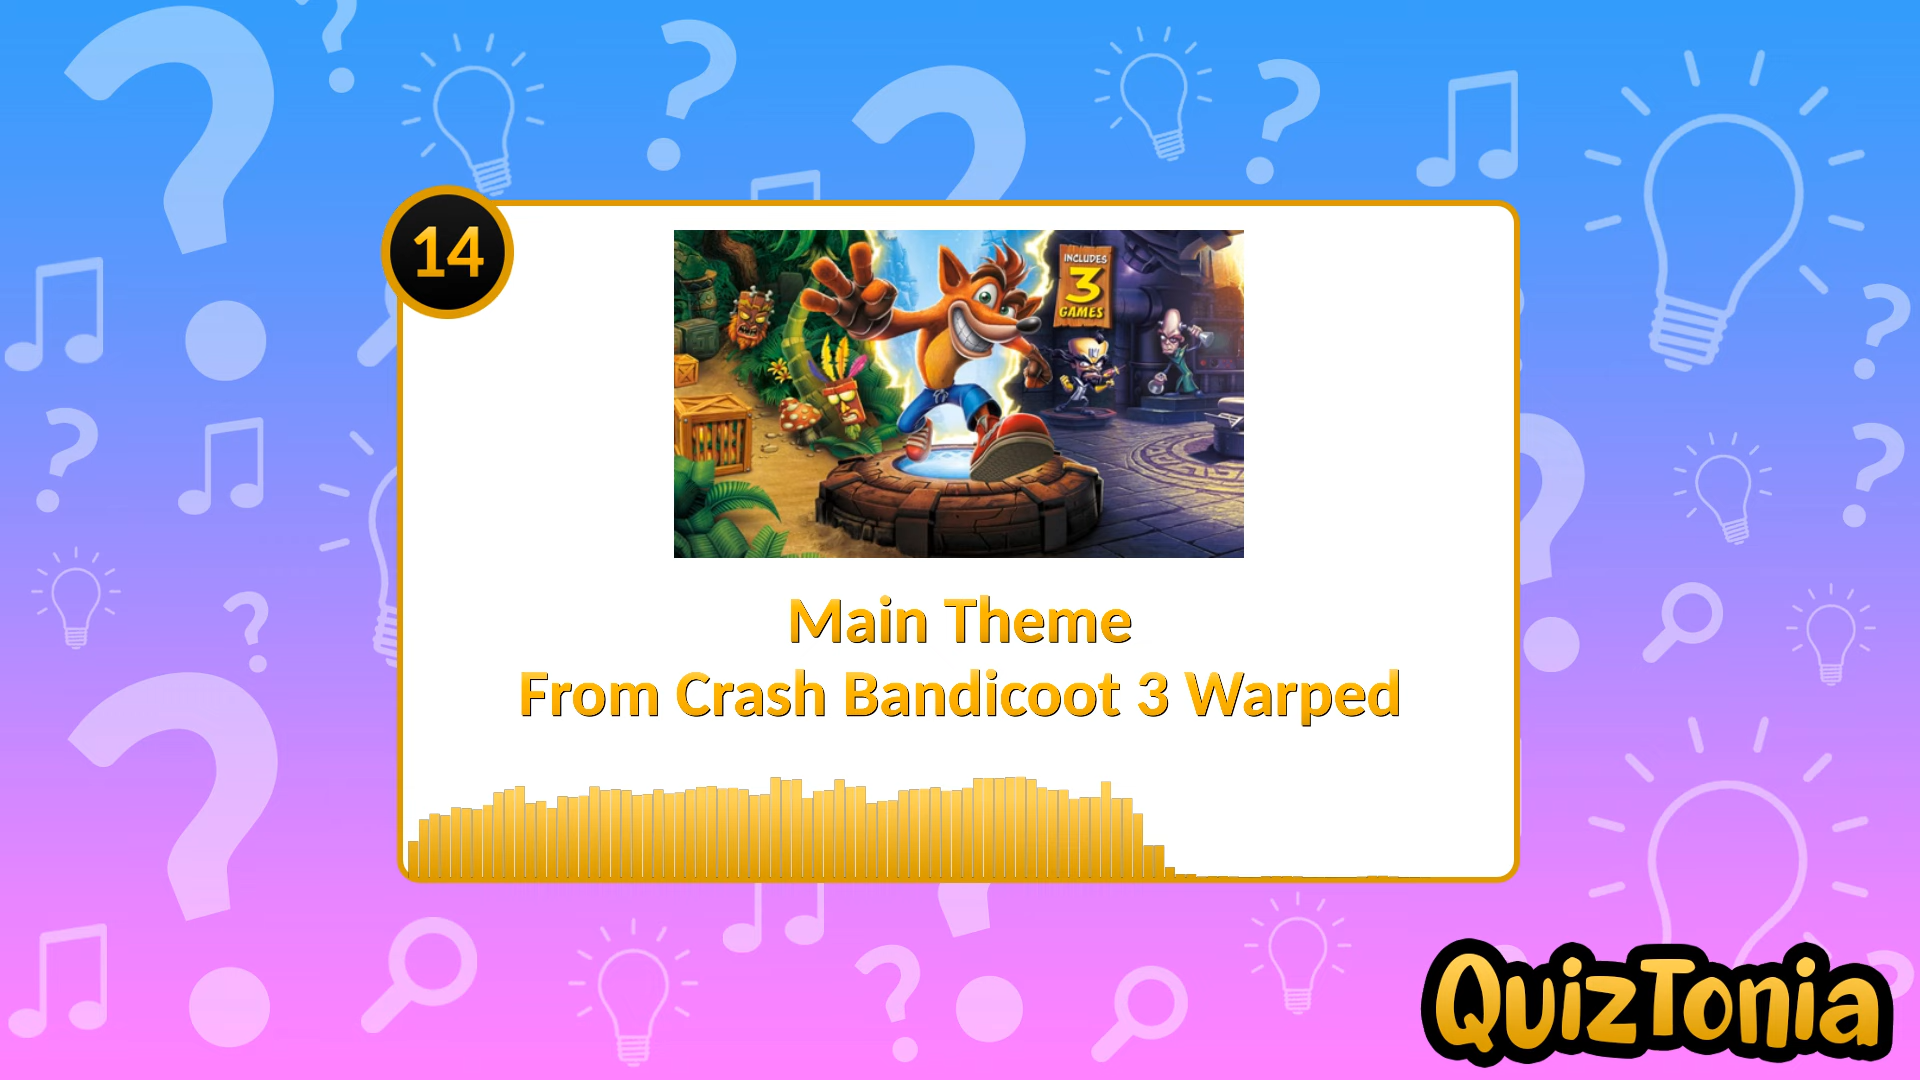 14
INCLUDES
3
GAMES
Main Theme
From Crash Bandicoot 3 Warped
QuizTonia